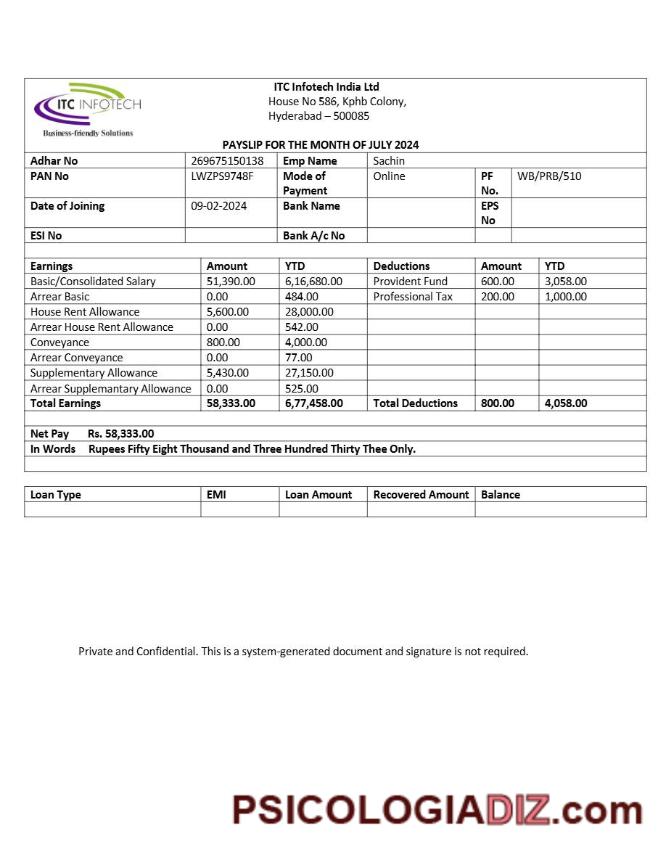 ITC INFOTECH
Business-friendly Solutions
ITC Infotech India Ltd
House No 586, Kphb Colony,
Hyderabad – 500085
PAYSLIP FOR THE MONTH OF JULY 2024
Adhar No 269675150138 Emp Name Sachin
PAN No LWZPS9748F Mode of Payment Online PF No. WB/PRB/510
Date of Joining 09-02-2024 Bank Name EPS No
ESI No Bank A/c No
Earnings Amount YTD Deductions Amount YTD
Basic/Consolidated Salary 51,390.00 6,16,680.00 Provident Fund 600.00 3,058.00
Arrear Basic 0.00 484.00 Professional Tax 200.00 1,000.00
House Rent Allowance 5,600.00 28,000.00
Arrear House Rent Allowance 0.00 542.00
Conveyance 800.00 4,000.00
Arrear Conveyance 0.00 77.00
Supplementary Allowance 5,430.00 27,150.00
Arrear Supplemantary Allowance 0.00 525.00
Total Earnings 58,333.00 6,77,458.00 Total Deductions 800.00 4,058.00
Net Pay Rs. 58,333.00
In Words Rupees Fifty Eight Thousand and Three Hundred Thirty Thee Only.
Loan Type EMI Loan Amount Recovered Amount Balance
Private and Confidential. This is a system-generated document and signature is not required.
PSICOLOGIADIZ.com